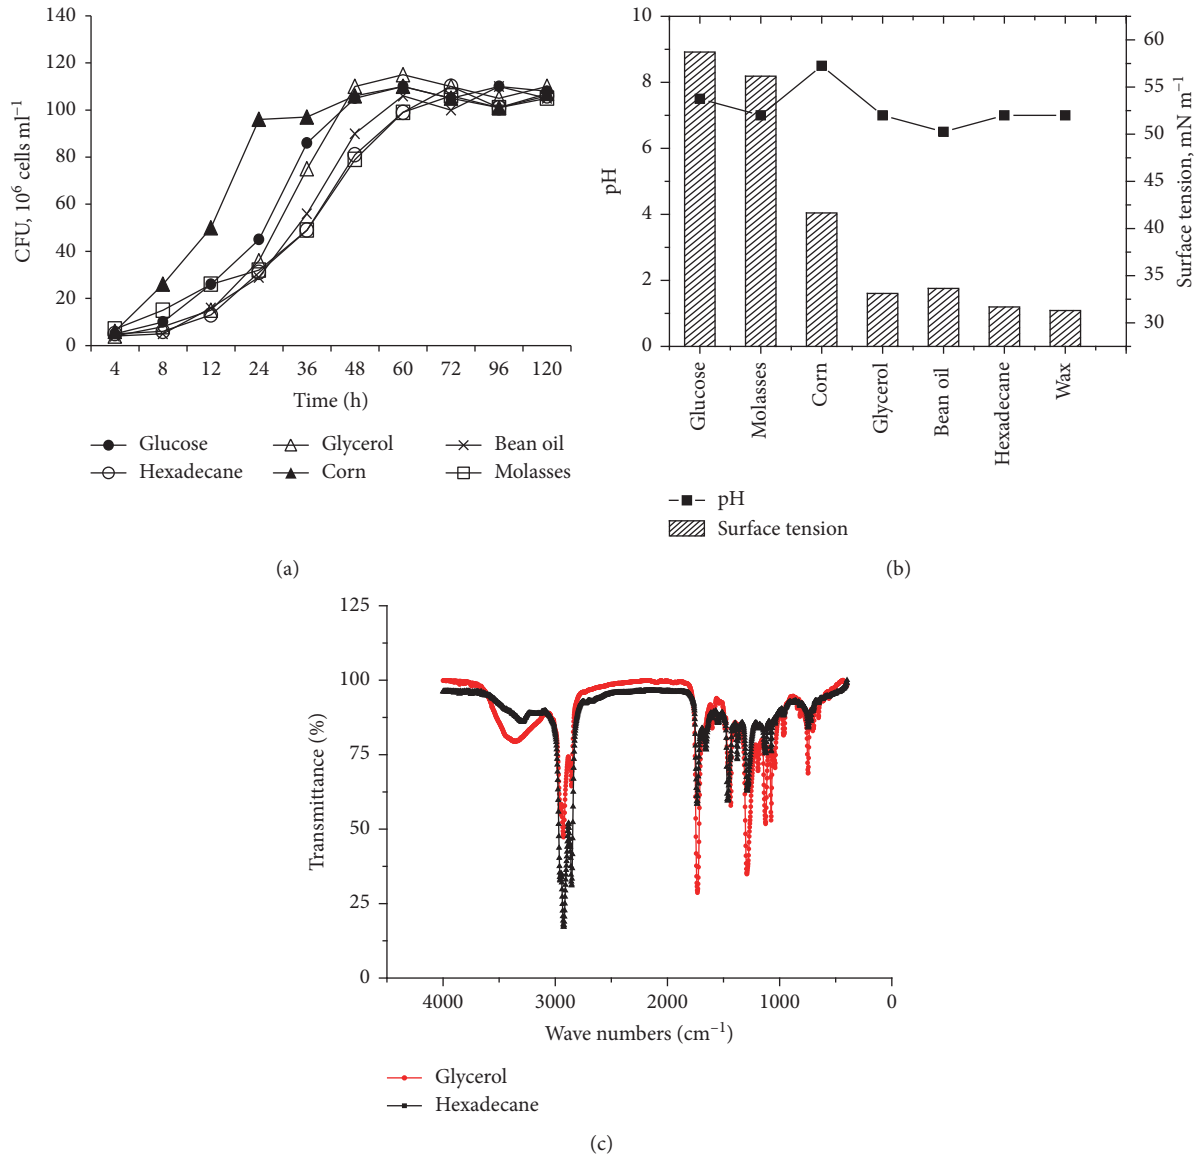 140
120
100
80
60
40
20
0
CFU, 10⁶ cells ml⁻¹
4 8 12 24 36 48 60 72 96 120
Time (h)
Glucose Glycerol Bean oil
Hexadecane Corn Molasses
(a)
10
8
6
4
2
0
pH
60
55
50
45
40
35
30
Surface tension, mN m⁻¹
Glucose
Molasses
Corn
Glycerol
Bean oil
Hexadecane
Wax
pH
Surface tension
(b)
125
100
75
50
25
0
Transmittance (%)
4000 3000 2000 1000 0
Wave numbers (cm⁻¹)
Glycerol
Hexadecane
(c)